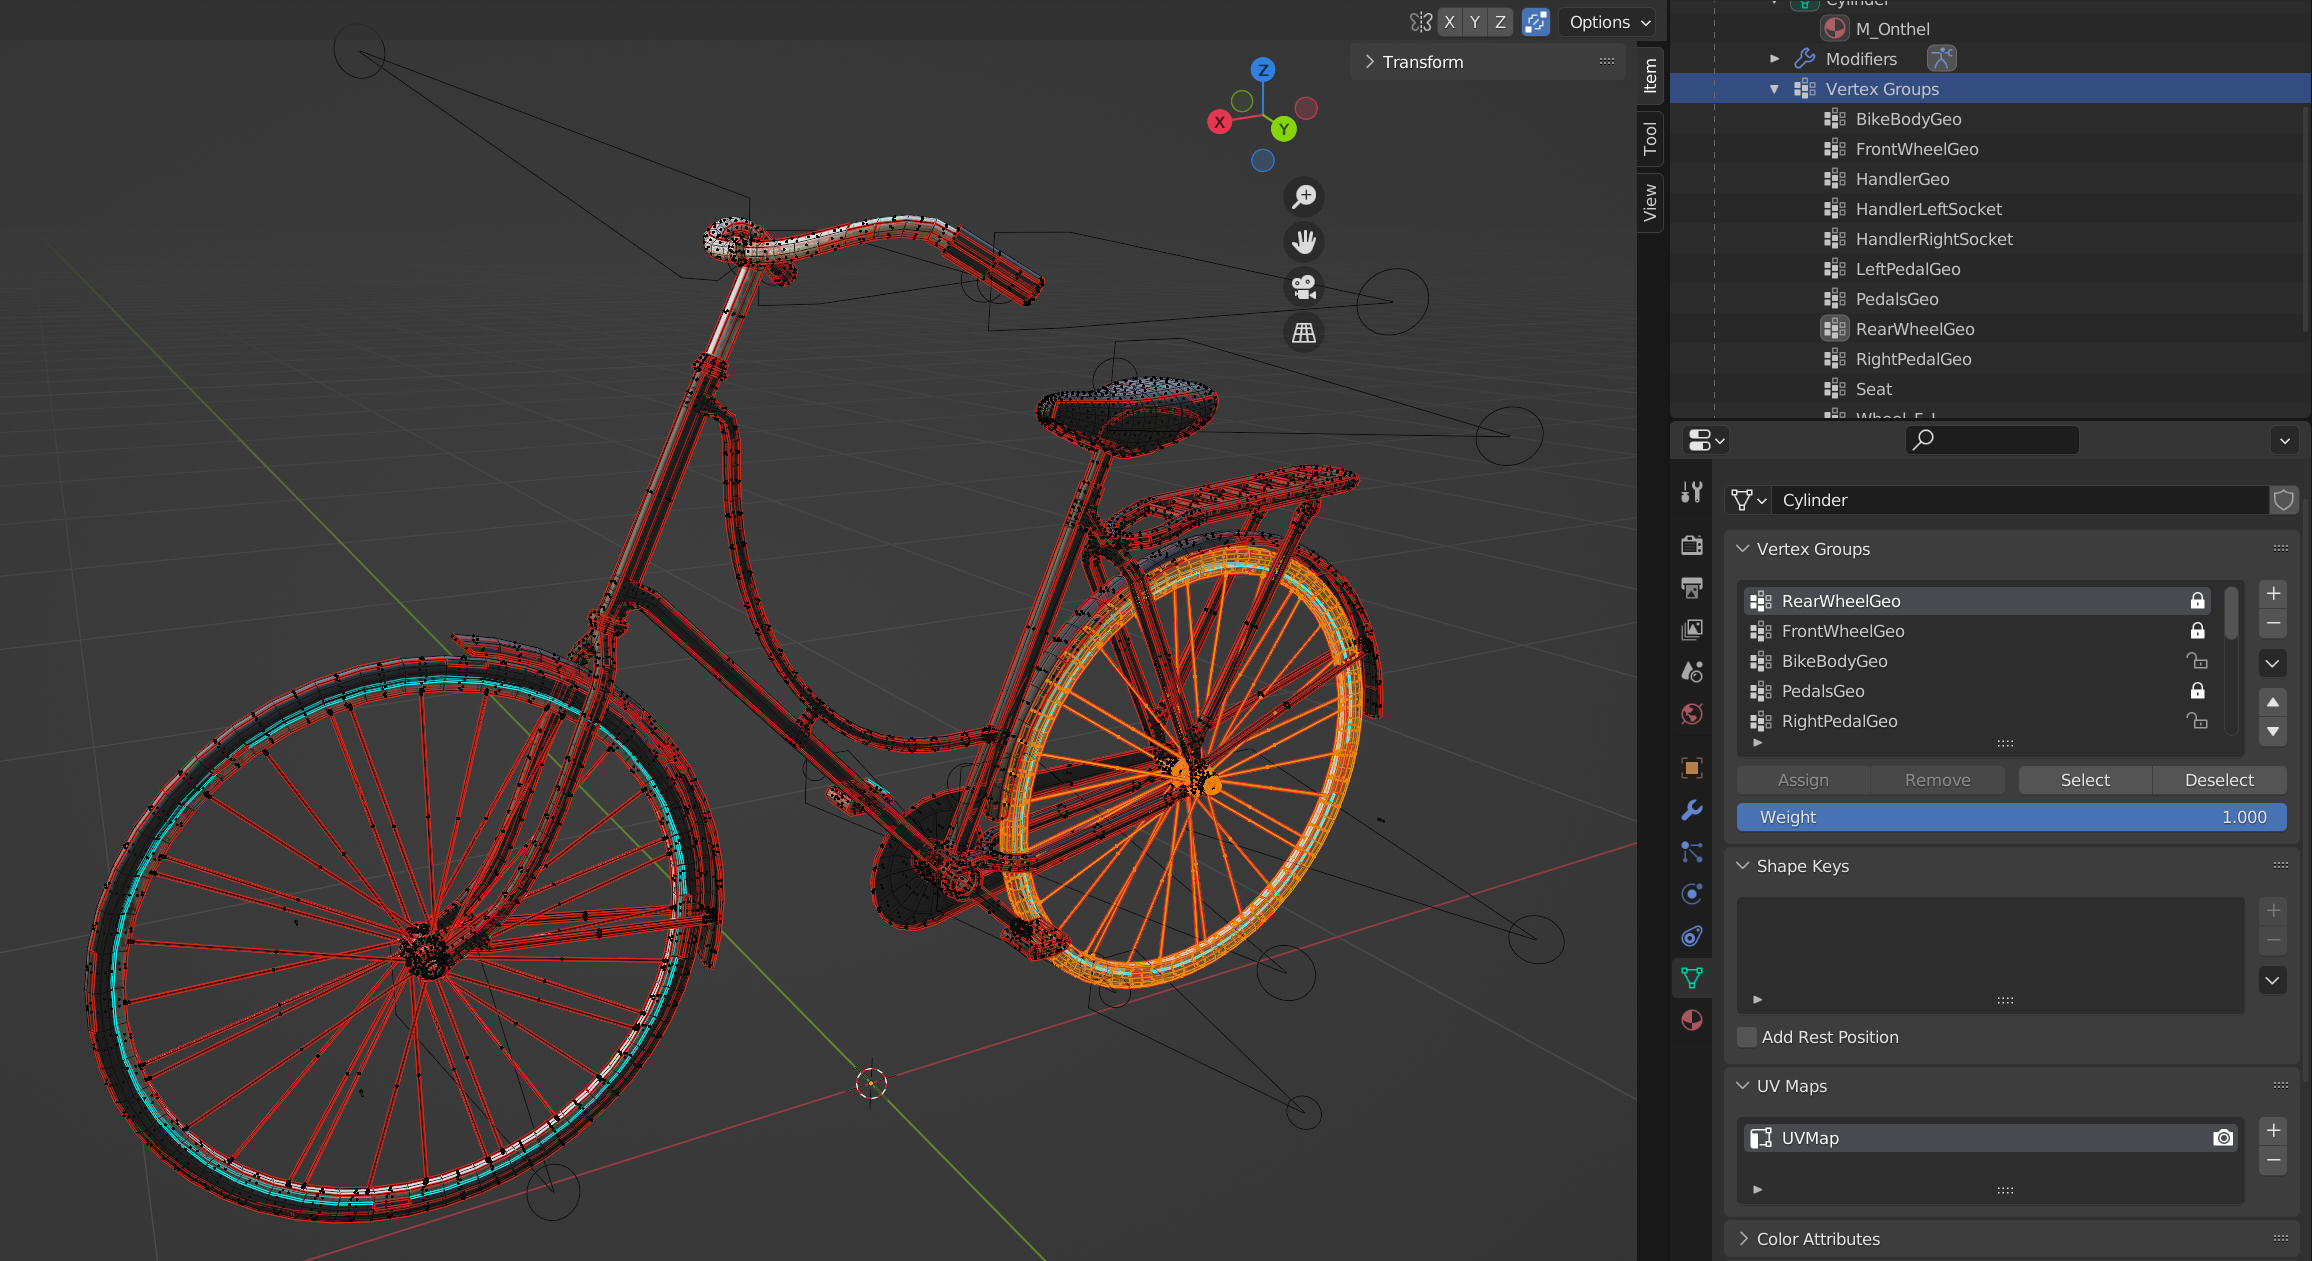 X Y Z Options
Transform
Z
X
Y
Item
Tool
View
Cylinder
M_Onthel
Modifiers
Vertex Groups
BikeBodyGeo
FrontWheelGeo
HandlerGeo
HandlerLeftSocket
HandlerRightSocket
LeftPedalGeo
PedalsGeo
RearWheelGeo
RightPedalGeo
Seat
Cylinder
Vertex Groups
RearWheelGeo
FrontWheelGeo
BikeBodyGeo
PedalsGeo
RightPedalGeo
Assign Remove Select Deselect
Weight 1.000
Shape Keys
Add Rest Position
UV Maps
UVMap
Color Attributes